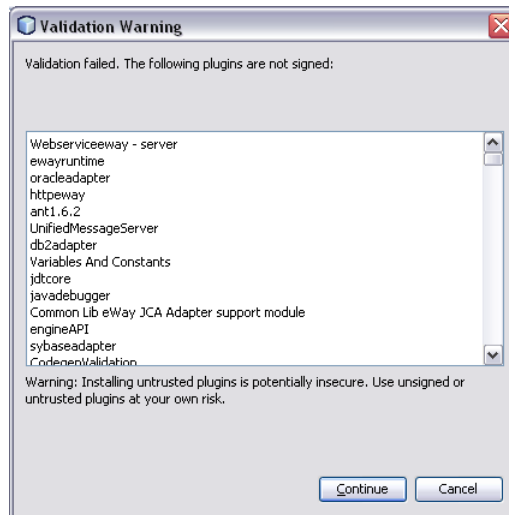 Validation Warning
Validation failed. The following plugins are not signed:
Webserviceeway - server
ewayruntime
oracleadapter
httpeway
ant1.6.2
UnifiedMessageServer
db2adapter
Variables And Constants
jdtcore
javadebugger
Common Lib eWay JCA Adapter support module
engineAPI
sybaseadapter
CodegenValidation
Warning: Installing untrusted plugins is potentially insecure. Use unsigned or
untrusted plugins at your own risk.
Continue
Cancel